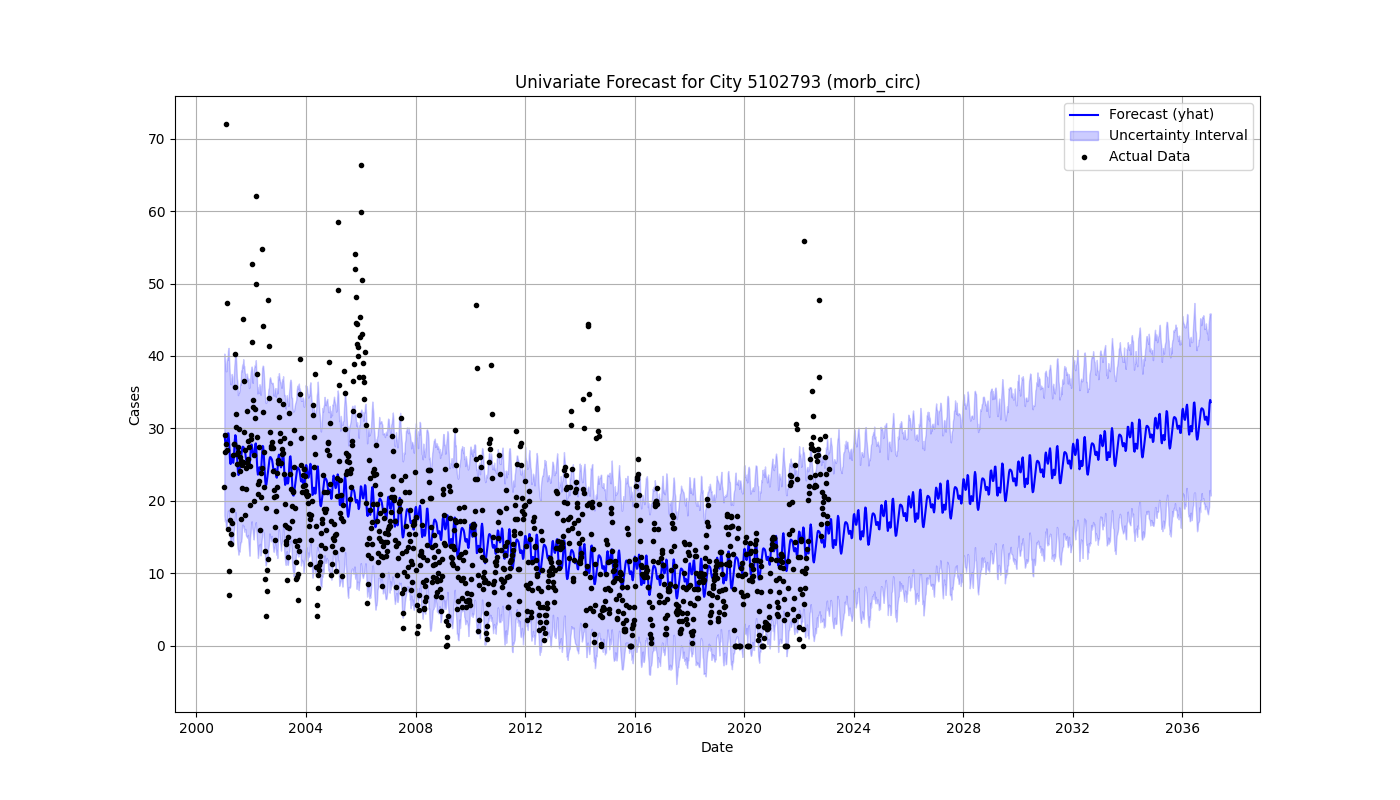 Univariate Forecast for City 5102793 (morb_circ)
Forecast (yhat)
Uncertainty Interval
Actual Data
70
60
50
40
30
20
10
0
Cases
2000 2004 2008 2012 2016 2020 2024 2028 2032 2036
Date